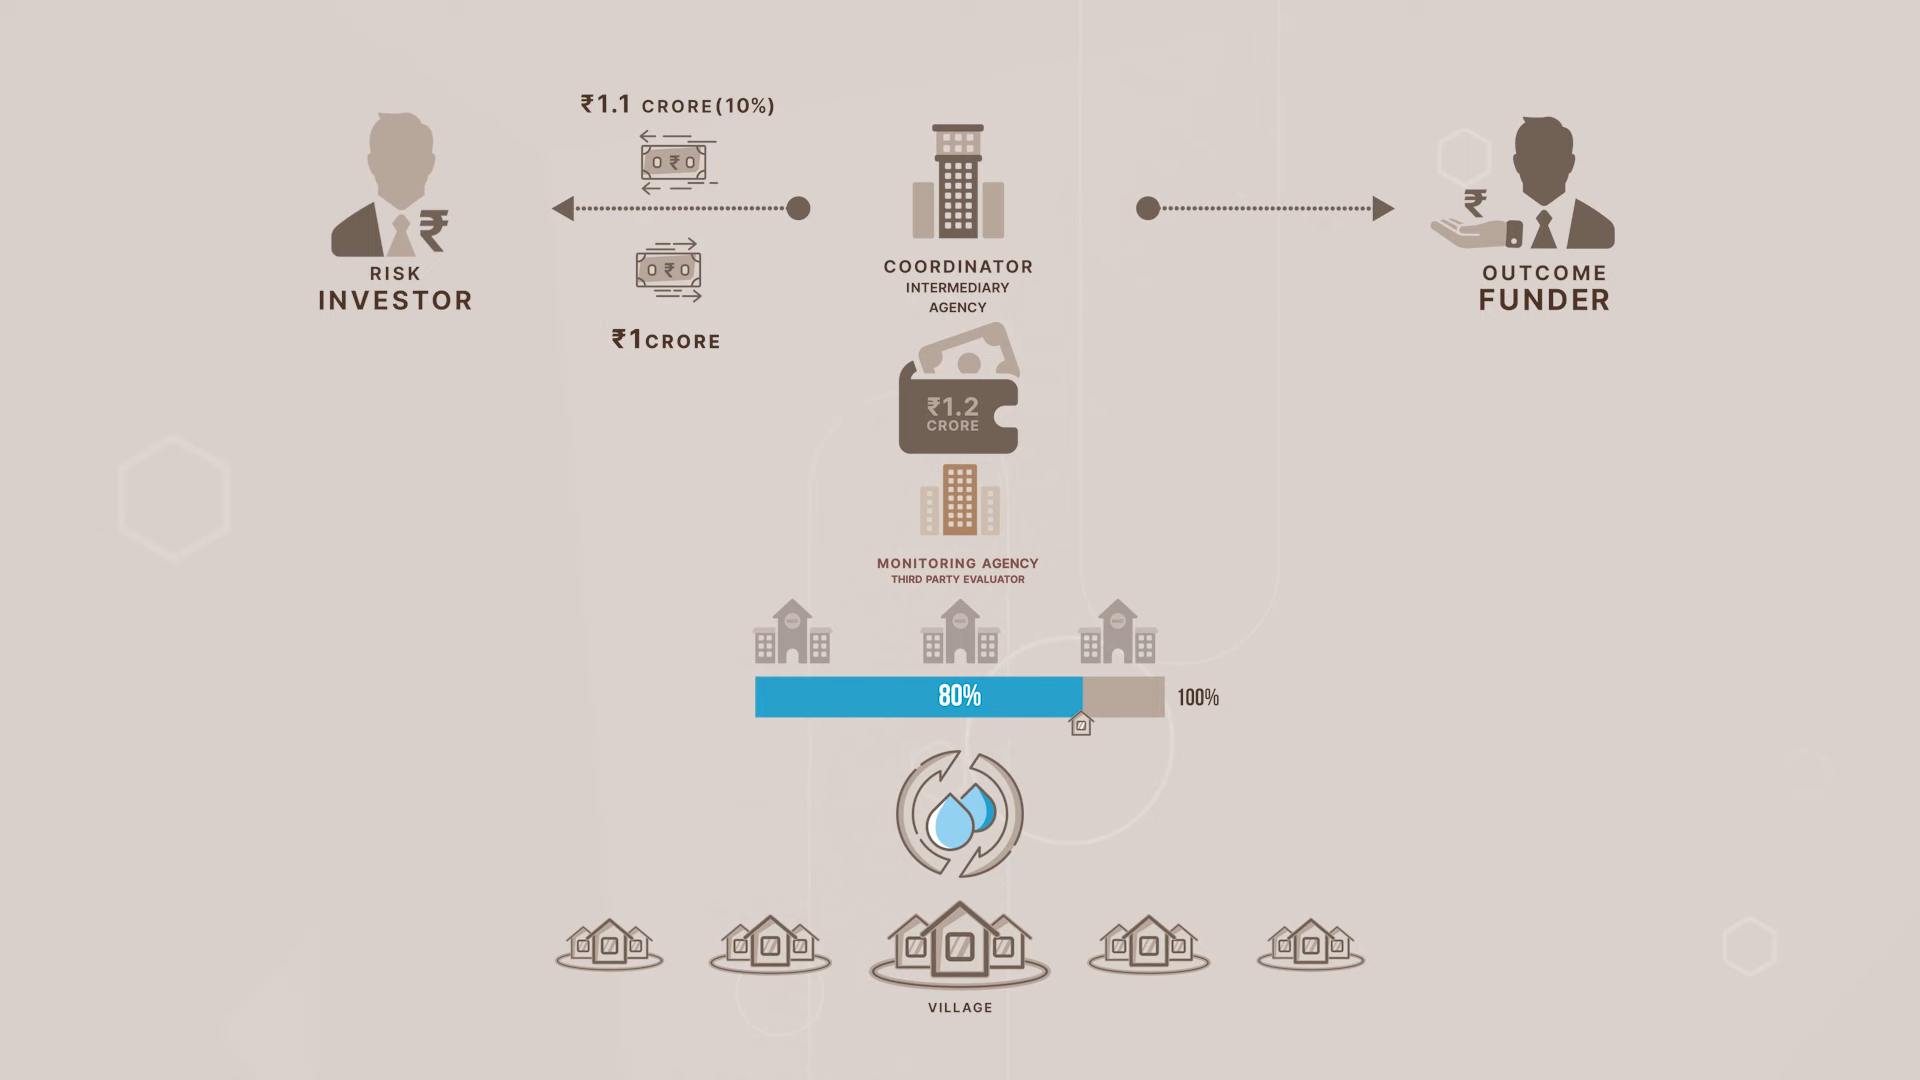 ₹1.1 CRORE(10%)
₹
₹
₹
RISK
INVESTOR
₹
₹1CRORE
COORDINATOR
INTERMEDIARY
AGENCY
₹
OUTCOME
FUNDER
₹1.2
CRORE
MONITORING AGENCY
THIRD PARTY EVALUATOR
80%
100%
VILLAGE